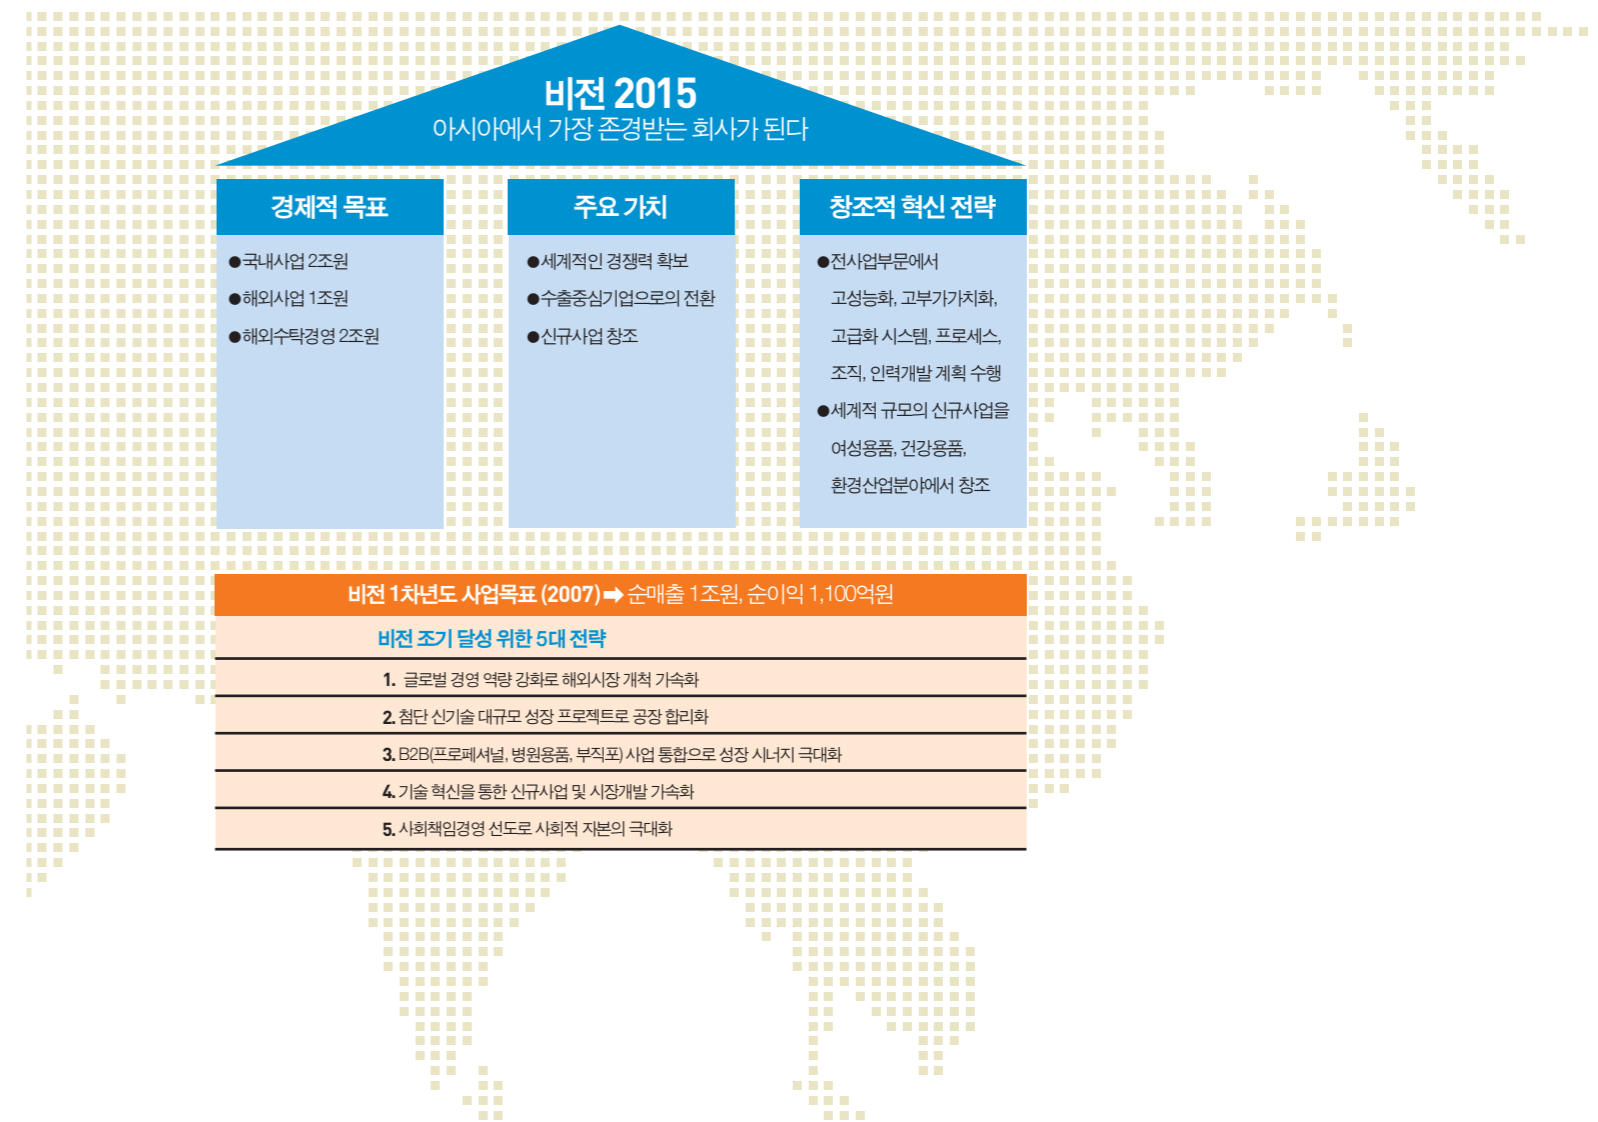 비전 2015
아시아에서 가장 존경받는 회사가 된다
경제적 목표
●국내사업 2조원
●해외사업 1조원
●해외수탁경영 2조원
주요 가치
●세계적인 경쟁력 확보
●수출중심기업으로의 전환
●신규사업 창조
창조적 혁신 전략
●전사업부문에서
고성능화, 고부가가치화,
고급화 시스템, 프로세스,
조직, 인력개발 계획 수행
●세계적 규모의 신규사업을
여성용품, 건강용품,
환경산업분야에서 창조
비전 1차년도 사업목표 (2007) ➡ 순매출 1조원, 순이익 1,100억원
비전 조기 달성 위한 5대 전략
1. 글로벌 경영 역량 강화로 해외시장 개척 가속화
2. 첨단 신기술 대규모 성장 프로젝트로 공장 합리화
3. B2B(프로페셔널, 병원용품, 부직포) 사업 통합으로 성장 시너지 극대화
4. 기술 혁신을 통한 신규사업 및 시장개발 가속화
5. 사회책임경영 선도로 사회적 자본의 극대화